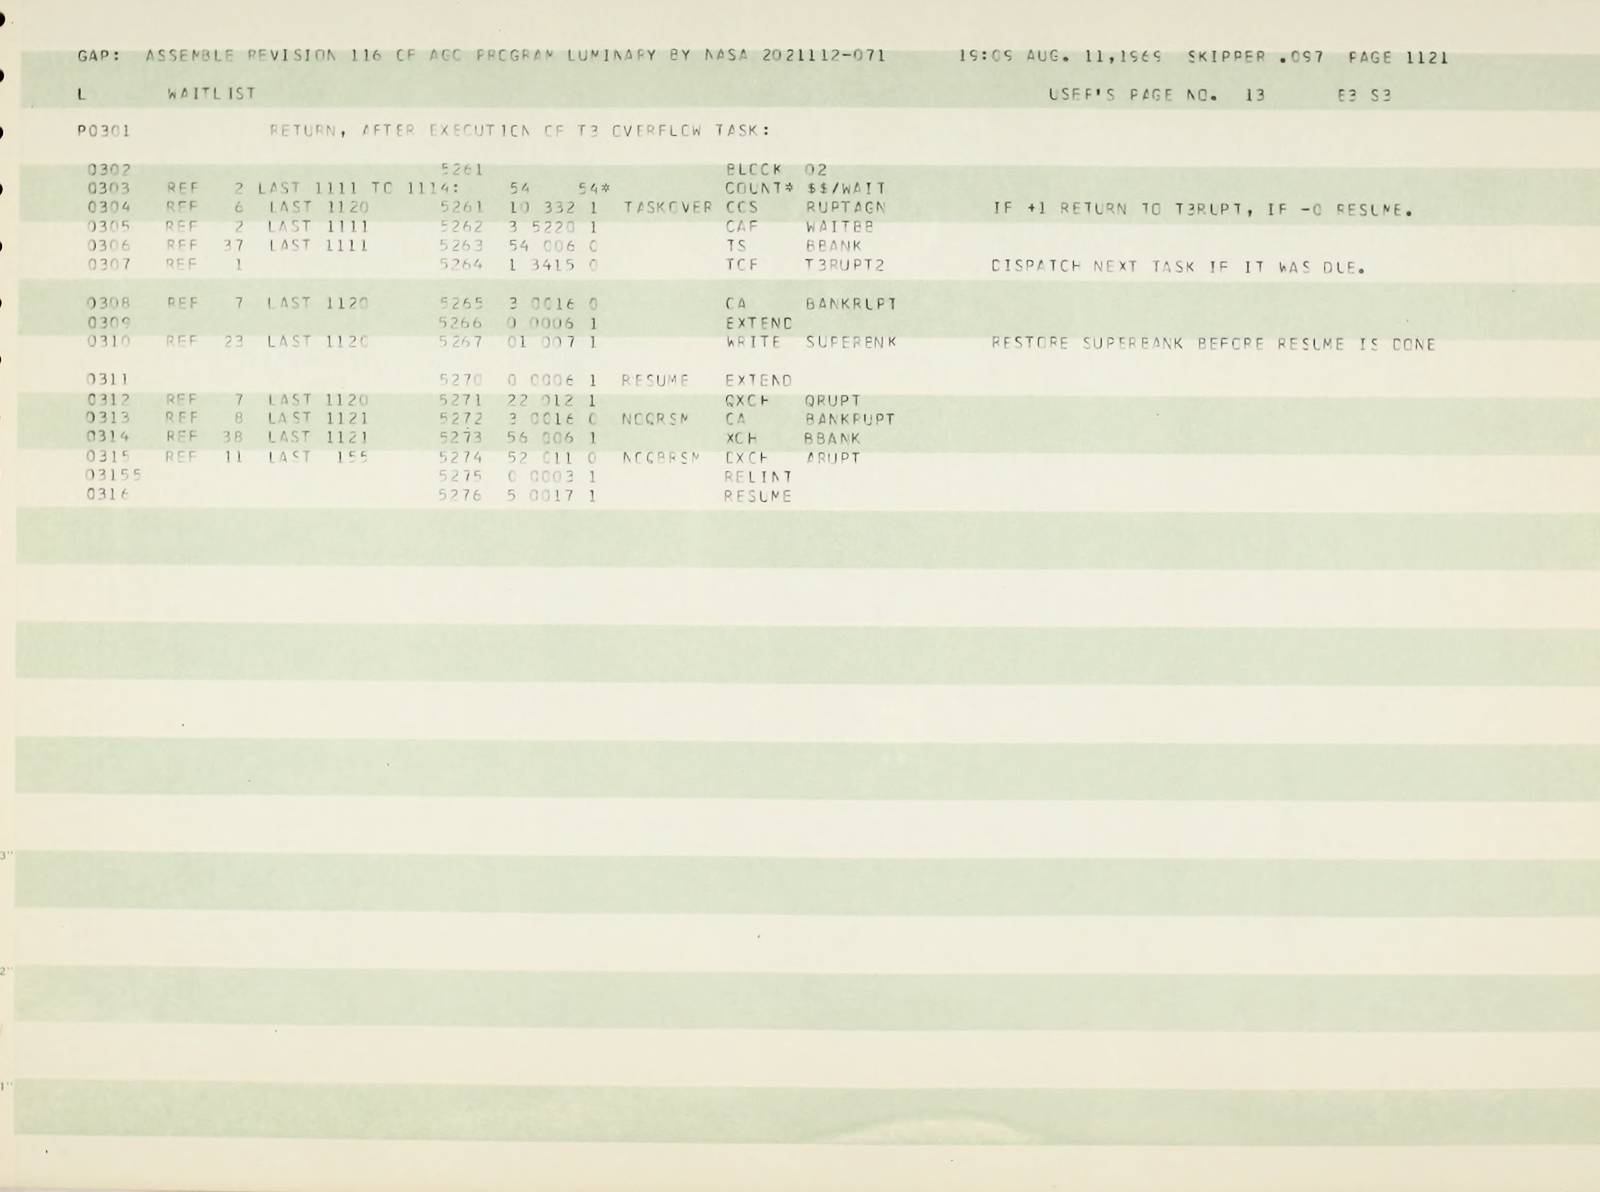 GAP: ASSEMBLE REVISION 116 OF AGC PROGRAM LUMINARY BY NASA 2021112-071 19:09 AUG. 11,1969 SKIPPER .097 PAGE 1121
L WAITLIST USER'S PAGE NO. 13 E3 S3
P0301 RETURN, AFTER EXECUTION OF T3 OVERFLOW TASK:
0302 5261 BLOCK 02
0303 REF 2 LAST 1111 TO 1114: 54 54* COUNT* $$/WAIT
0304 REF 6 LAST 1120 5261 10 332 1 TASKOVER CCS RUPTAGN IF +1 RETURN TO T3RUPT, IF -0 RESUME.
0305 REF 2 LAST 1111 5262 3 5220 1 CAF WAITBB
0306 REF 37 LAST 1111 5263 54 006 0 TS BBANK
0307 REF 1 5264 1 3415 0 TCF T3RUPT2 DISPATCH NEXT TASK IF IT WAS DUE.
0308 REF 7 LAST 1120 5265 3 0016 0 CA BANKRUPT
0309 5266 0 0006 1 EXTEND
0310 REF 23 LAST 1120 5267 01 007 1 WRITE SUPERBNK RESTORE SUPERBANK BEFORE RESUME IS DONE
0311 5270 0 0006 1 RESUME EXTEND
0312 REF 7 LAST 1120 5271 22 012 1 QXCH QRUPT
0313 REF 8 LAST 1121 5272 3 0016 0 NOQRSM CA BANKRUPT
0314 REF 38 LAST 1121 5273 56 006 1 XCH BBANK
0315 REF 11 LAST 155 5274 52 011 0 NOQBRSM DXCH ARUPT
03155 5275 0 0003 1 RELINT
0316 5276 5 0017 1 RESUME
3"
2"
1"